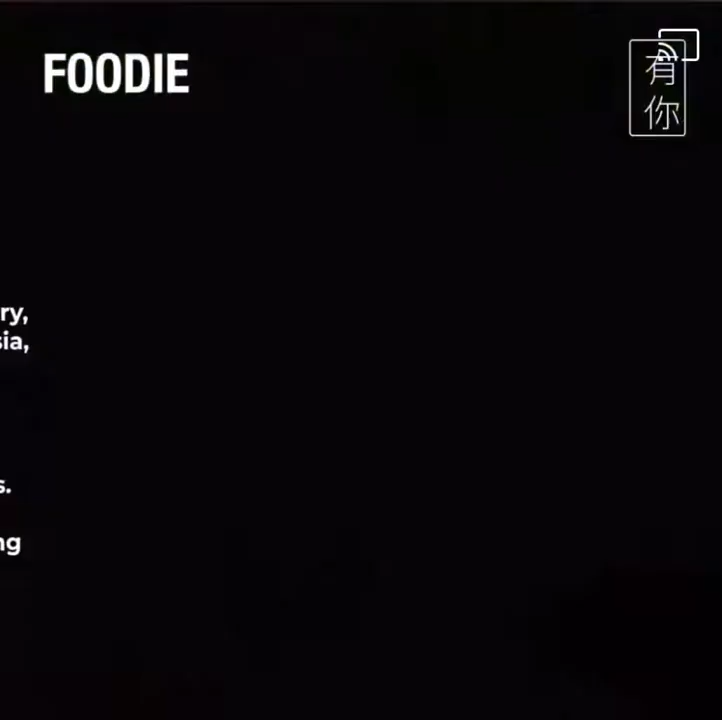 FOODIE
有
你
ry,
sia,
s.
ng